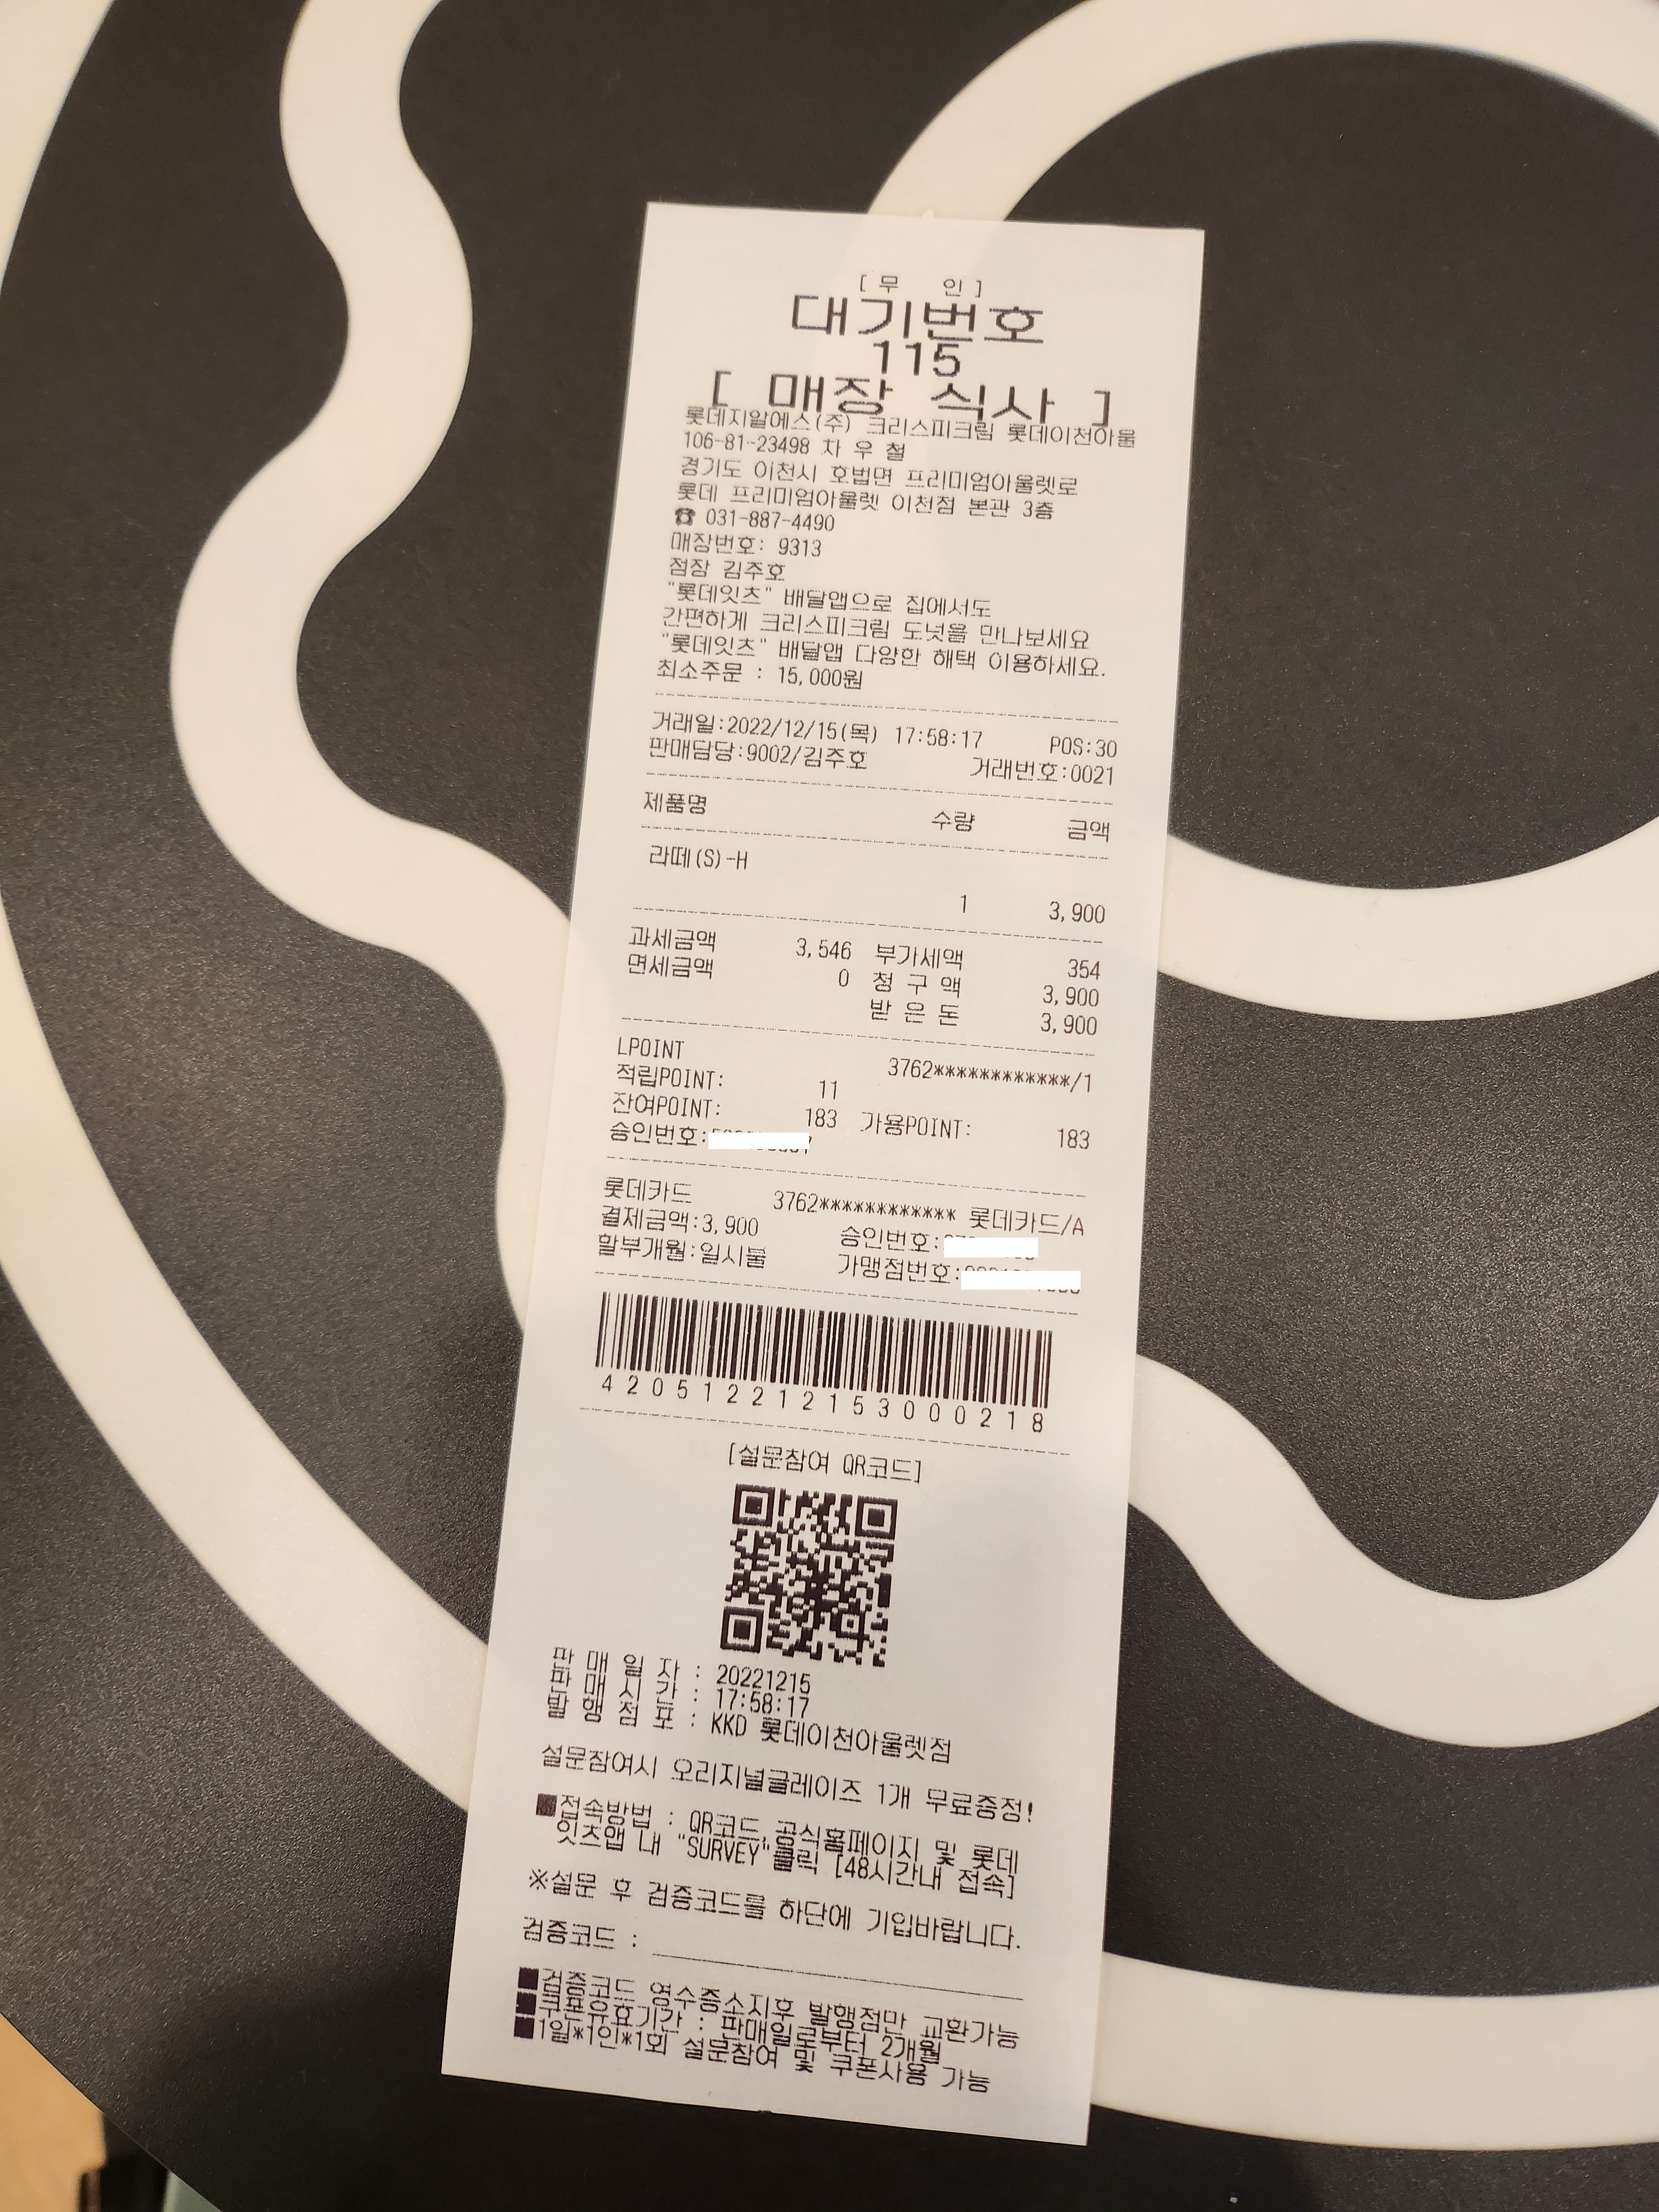 [무 인]
대기번호
115
[ 매장 식사 ]
롯데지알에스(주) 크리스피크림 롯데이천아울
106-81-23498 차 우 철
경기도 이천시 호법면 프리미엄아울렛로
롯데 프리미엄아울렛 이천점 본관 3층
☎ 031-887-4490
매장번호: 9313
점장 김주호
"롯데잇츠" 배달앱으로 집에서도
간편하게 크리스피크림 도넛을 만나보세요
"롯데잇츠" 배달앱 다양한 해택 이용하세요.
최소주문 : 15,000원
거래일:2022/12/15(목) 17:58:17 POS:30
판매담당:9002/김주호 거래번호:0021
제품명 수량 금액
라떼(S)-H
1 3,900
과세금액 3,546 부가세액 354
면세금액 0 청 구 액 3,900
받 은 돈 3,900
LPOINT 3762************/1
적립POINT: 11
잔여POINT: 183 가용POINT: 183
승인번호:
롯데카드 3762************ 롯데카드/A
결제금액:3,900 승인번호:
할부개월:일시불 가맹점번호:
420512212153000218
[설문참여 QR코드]
판 매 일 자 : 20221215
판 매 시 간 : 17:58:17
발 행 점 포 : KKD 롯데이천아울렛점
설문참여시 오리지널글레이즈 1개 무료증정!
■접속방법 : QR코드,공식홈페이지 및 롯데
잇츠앱 내 "SURVEY"클릭 [48시간내 접속]
※설문 후 검증코드를 하단에 기입바랍니다.
검증코드 :
■검증코드 영수증소지후 발행점만 교환가능
■쿠폰유효기간 : 판매일로부터 2개월
■1일*1인*1회 설문참여 및 쿠폰사용 가능